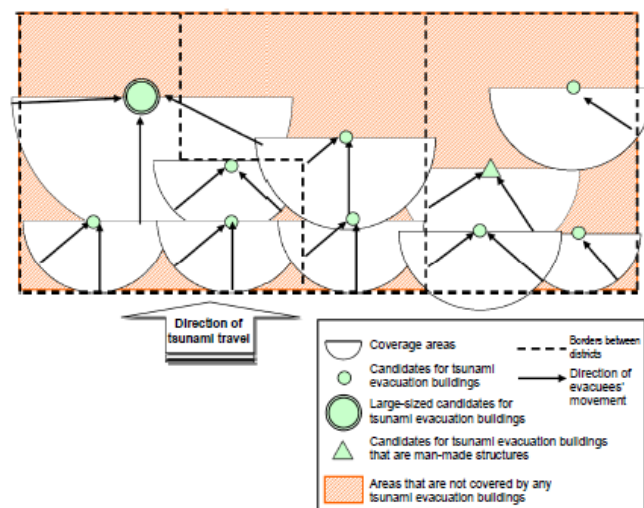 Direction of
tsunami travel
Coverage areas
Candidates for tsunami
evacuation buildings
Large-sized candidates for
tsunami evacuation buildings
Candidates for tsunami evacuation buildings
that are man-made structures
Areas that are not covered by any
tsunami evacuation buildings
Borders between
districts
Direction of
evacuees'
movement